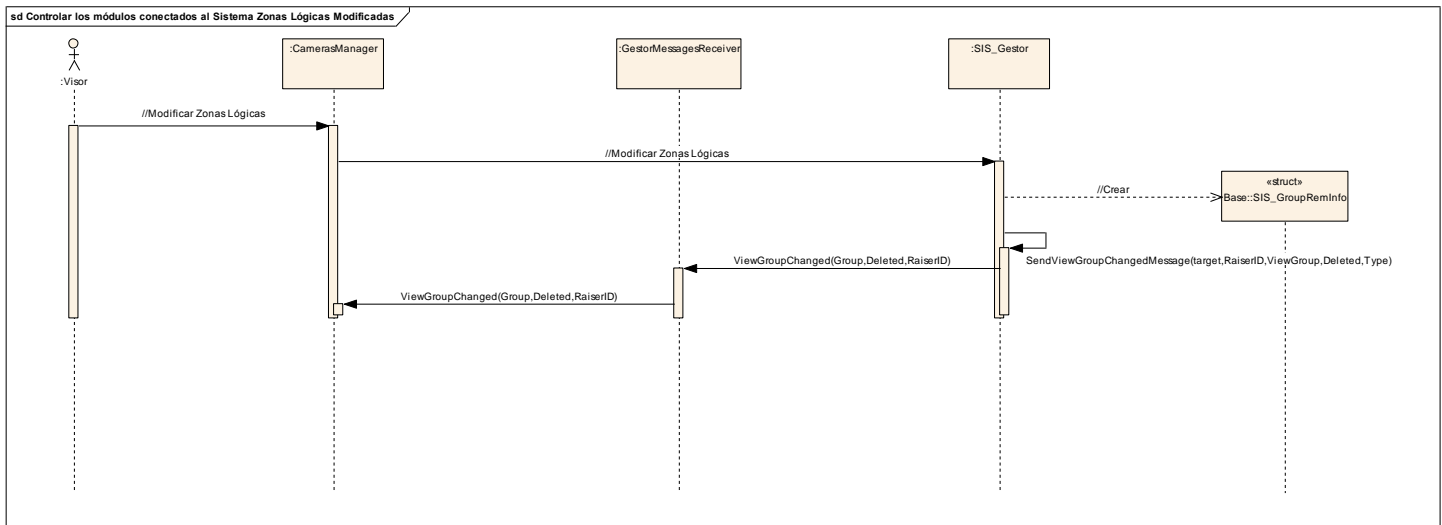 sd Controlar los módulos conectados al Sistema Zonas Lógicas Modificadas
:Visor
:CamerasManager
:GestorMessagesReceiver
:SIS_Gestor
//Modificar Zonas Lógicas
//Modificar Zonas Lógicas
«struct»
Base::SIS_GroupRemInfo
//Crear
SendViewGroupChangedMessage(target,RaiserID,ViewGroup,Deleted,Type)
ViewGroupChanged(Group,Deleted,RaiserID)
ViewGroupChanged(Group,Deleted,RaiserID)